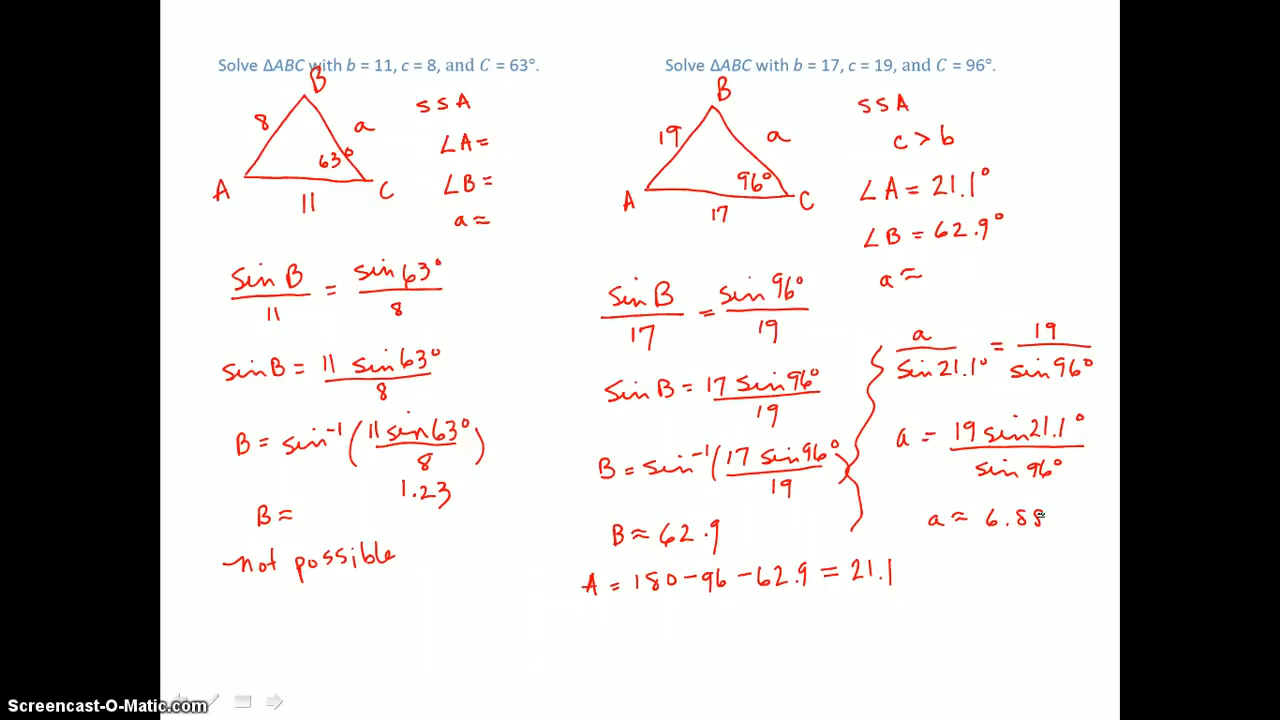 Solve ΔABC with b = 11, c = 8, and C = 63°.
B
8
a
63°
A
C
11
SSA
∠A =
∠B =
a ≈
sin B / 11 = sin 63° / 8
sin B = 11 sin 63° / 8
B = sin⁻¹ ( 11 sin 63° / 8 )
1.23
B =
not possible
Solve ΔABC with b = 17, c = 19, and C = 96°.
B
19
a
96°
A
C
17
SSA
c > b
∠A = 21.1°
∠B = 62.9°
a ≈
sin B / 17 = sin 96° / 19
sin B = 17 sin 96° / 19
B = sin⁻¹ ( 17 sin 96° / 19 )
B ≈ 62.9
A = 180 - 96 - 62.9 = 21.1
a / sin 21.1° = 19 / sin 96°
a = 19 sin 21.1° / sin 96°
a ≈ 6.88
Screencast-O-Matic.com